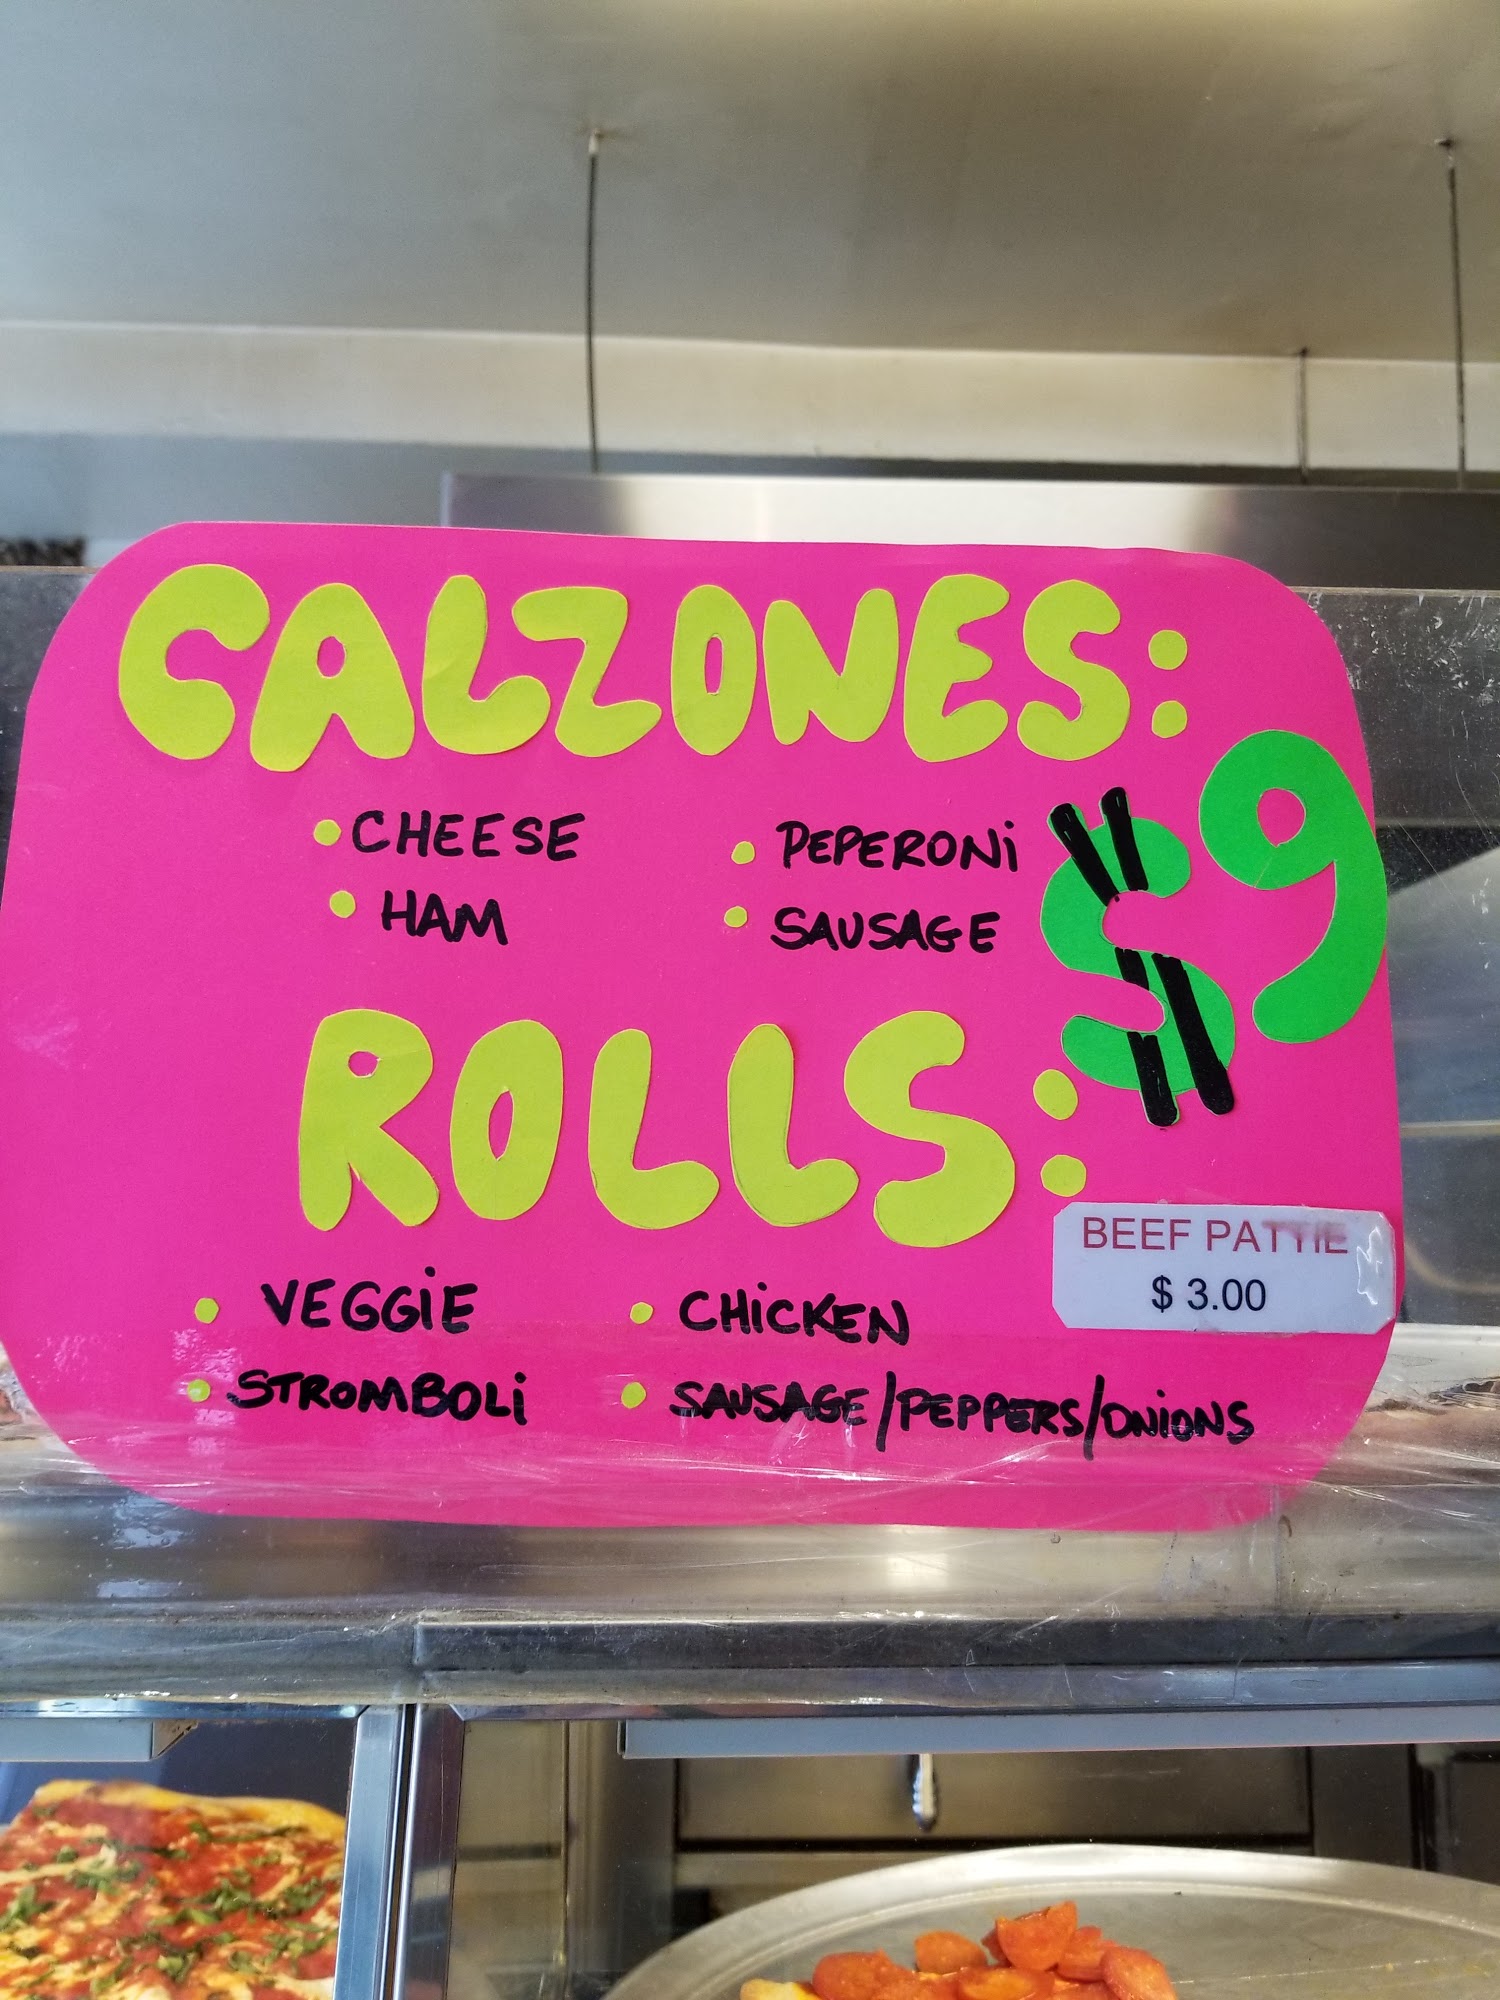 CALZONES:
• CHEESE
• HAM
• PEPERONi
• SAUSAGE
$9
ROLLS:
• VEGGiE
• STROMBOLi
• CHiCKEN
• SAUSAGE/PEPPERS/ONiONS
BEEF PATTIE
$ 3.00